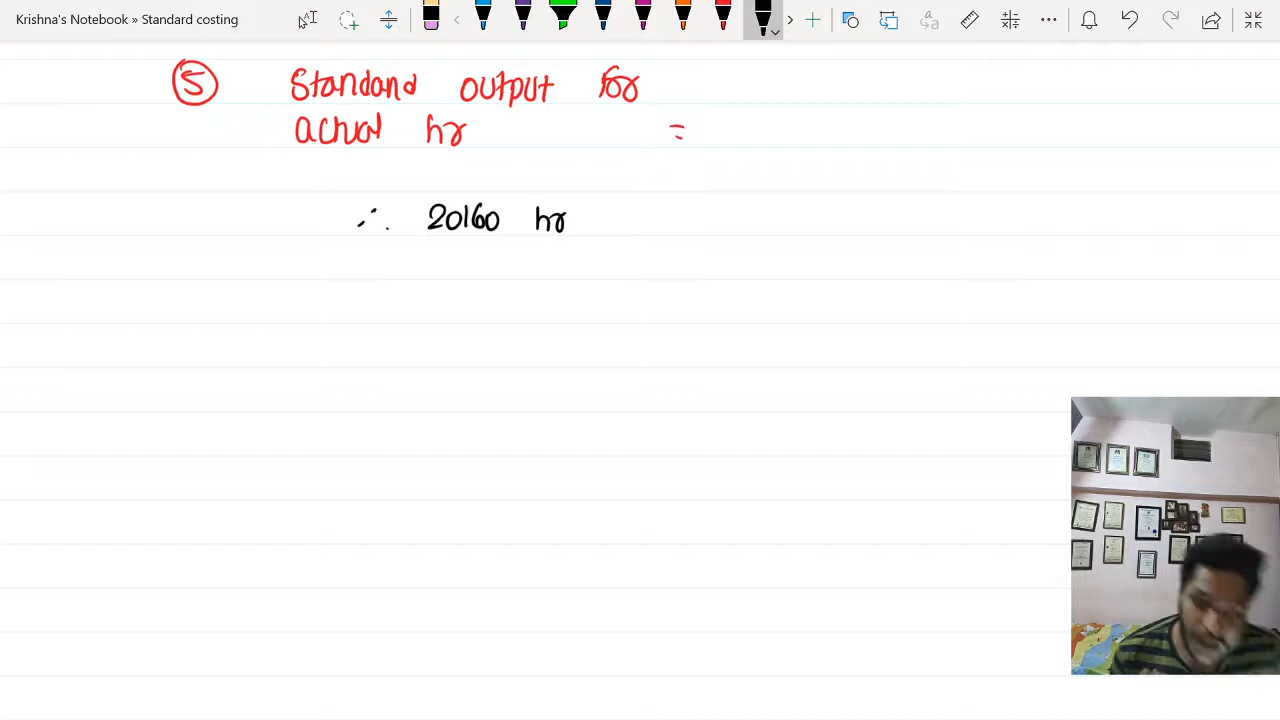 Krishna's Notebook » Standard costing
⑤ Standard output for
actual hr =
∴ 20160 hr